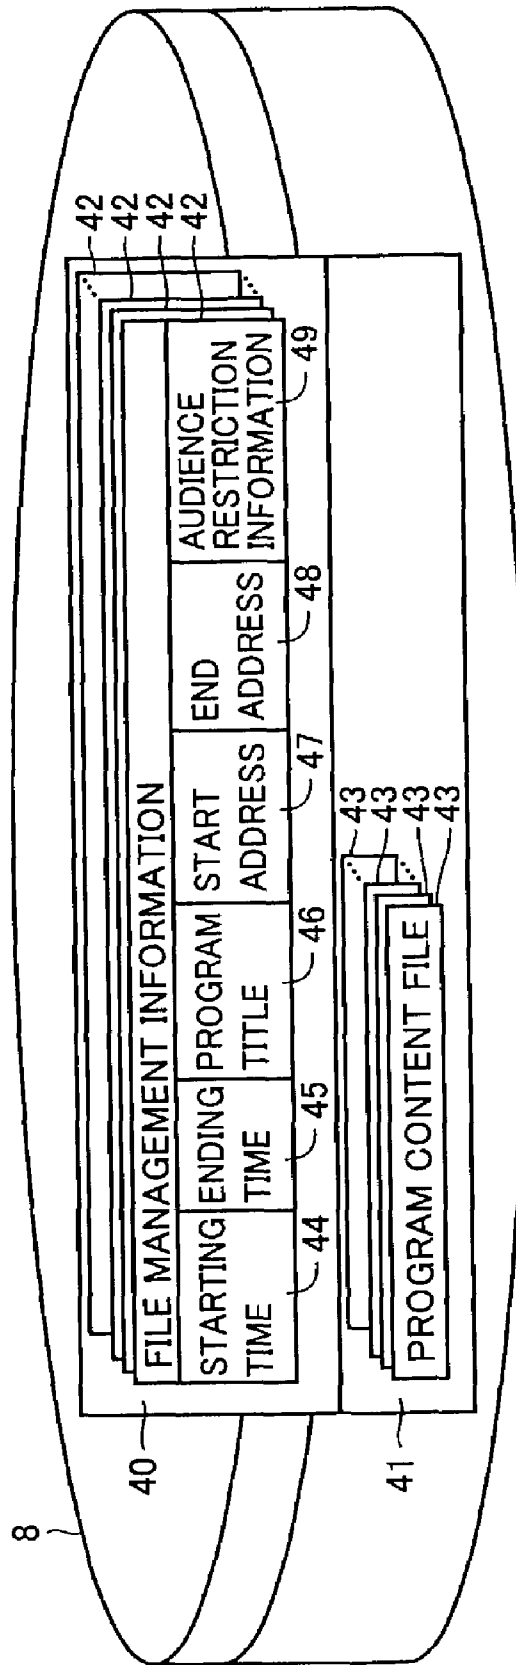 8
42
42
42
42
FILE MANAGEMENT INFORMATION
STARTING TIME
ENDING TIME
PROGRAM TITLE
START ADDRESS
END ADDRESS
AUDIENCE RESTRICTION INFORMATION
44
45
46
47
48
49
40
43
43
43
43
PROGRAM CONTENT FILE
41